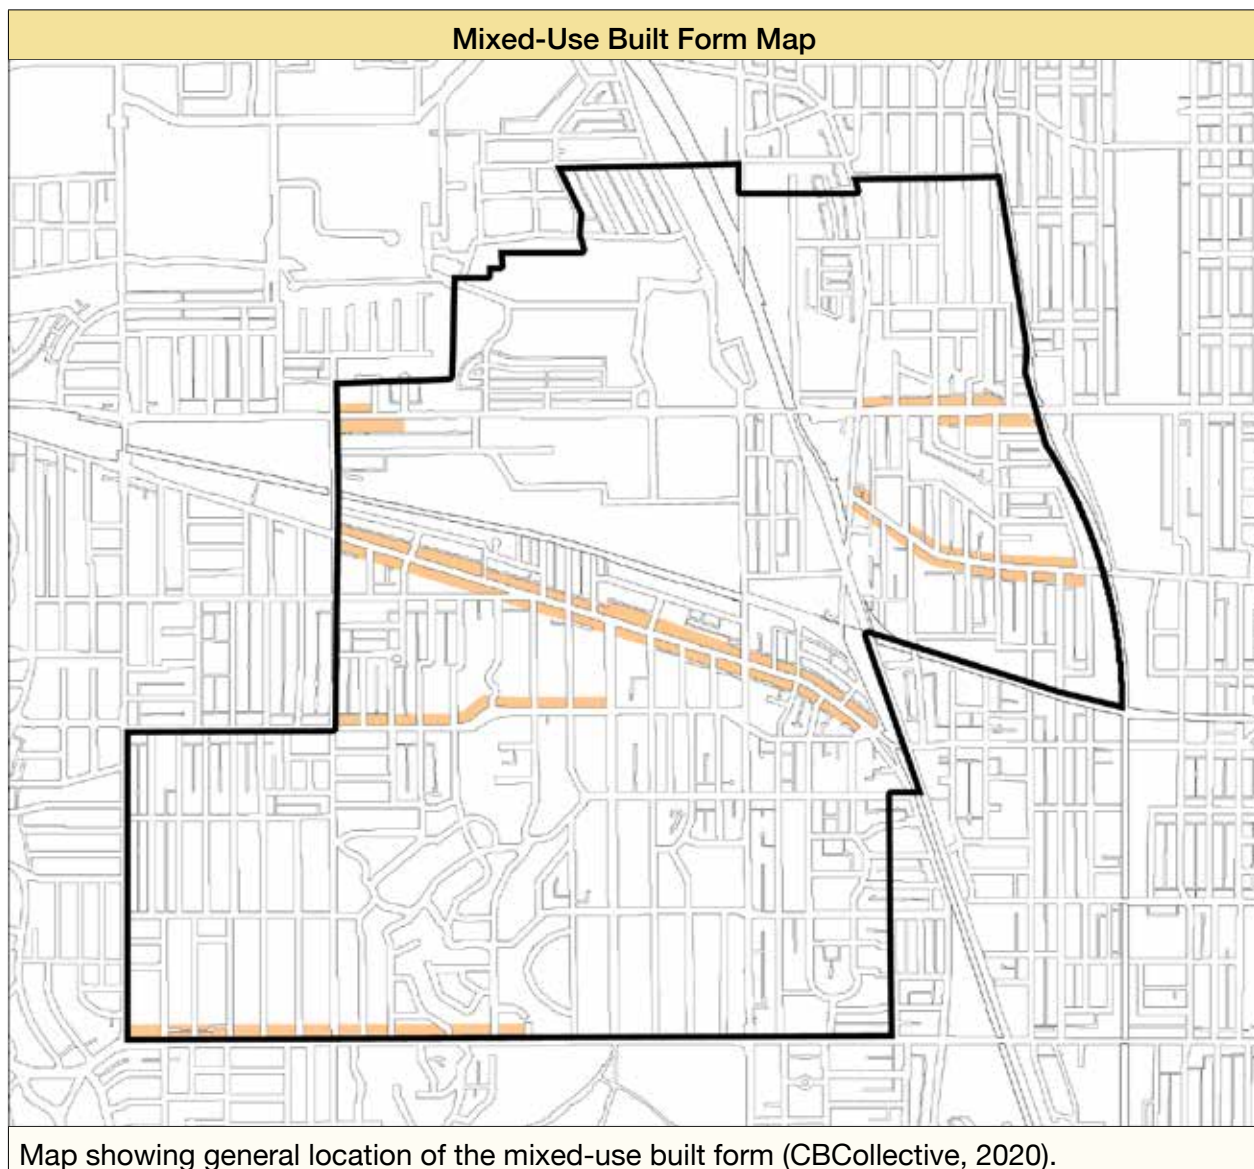 Mixed-Use Built Form Map
Map showing general location of the mixed-use built form (CBCollective, 2020).